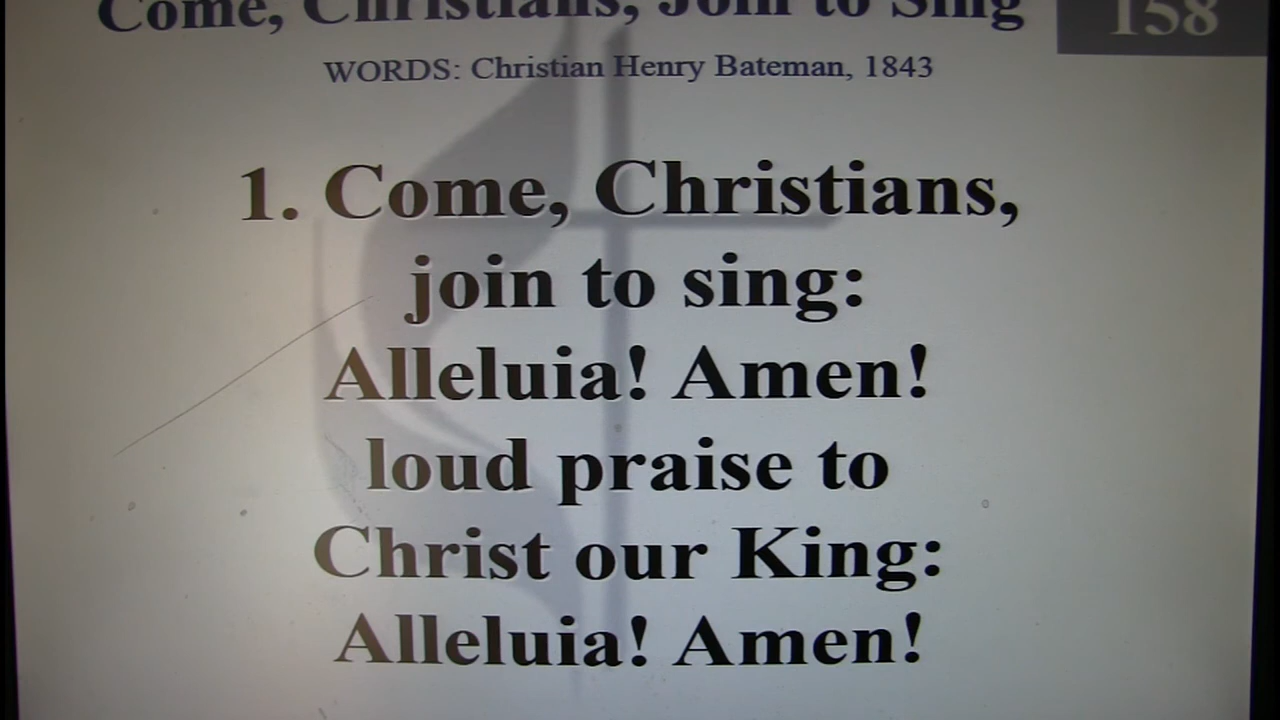 Come, Christians, Join to Sing 158
WORDS: Christian Henry Bateman, 1843
1. Come, Christians,
join to sing:
Alleluia! Amen!
loud praise to
Christ our King:
Alleluia! Amen!